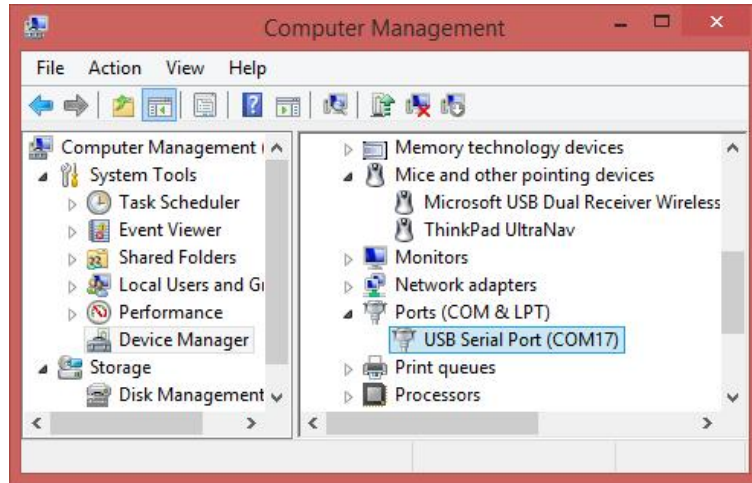 Computer Management
File Action View Help
Computer Management (
System Tools
Task Scheduler
Event Viewer
Shared Folders
Local Users and Gr
Performance
Device Manager
Storage
Disk Management
Memory technology devices
Mice and other pointing devices
Microsoft USB Dual Receiver Wireless
ThinkPad UltraNav
Monitors
Network adapters
Ports (COM & LPT)
USB Serial Port (COM17)
Print queues
Processors